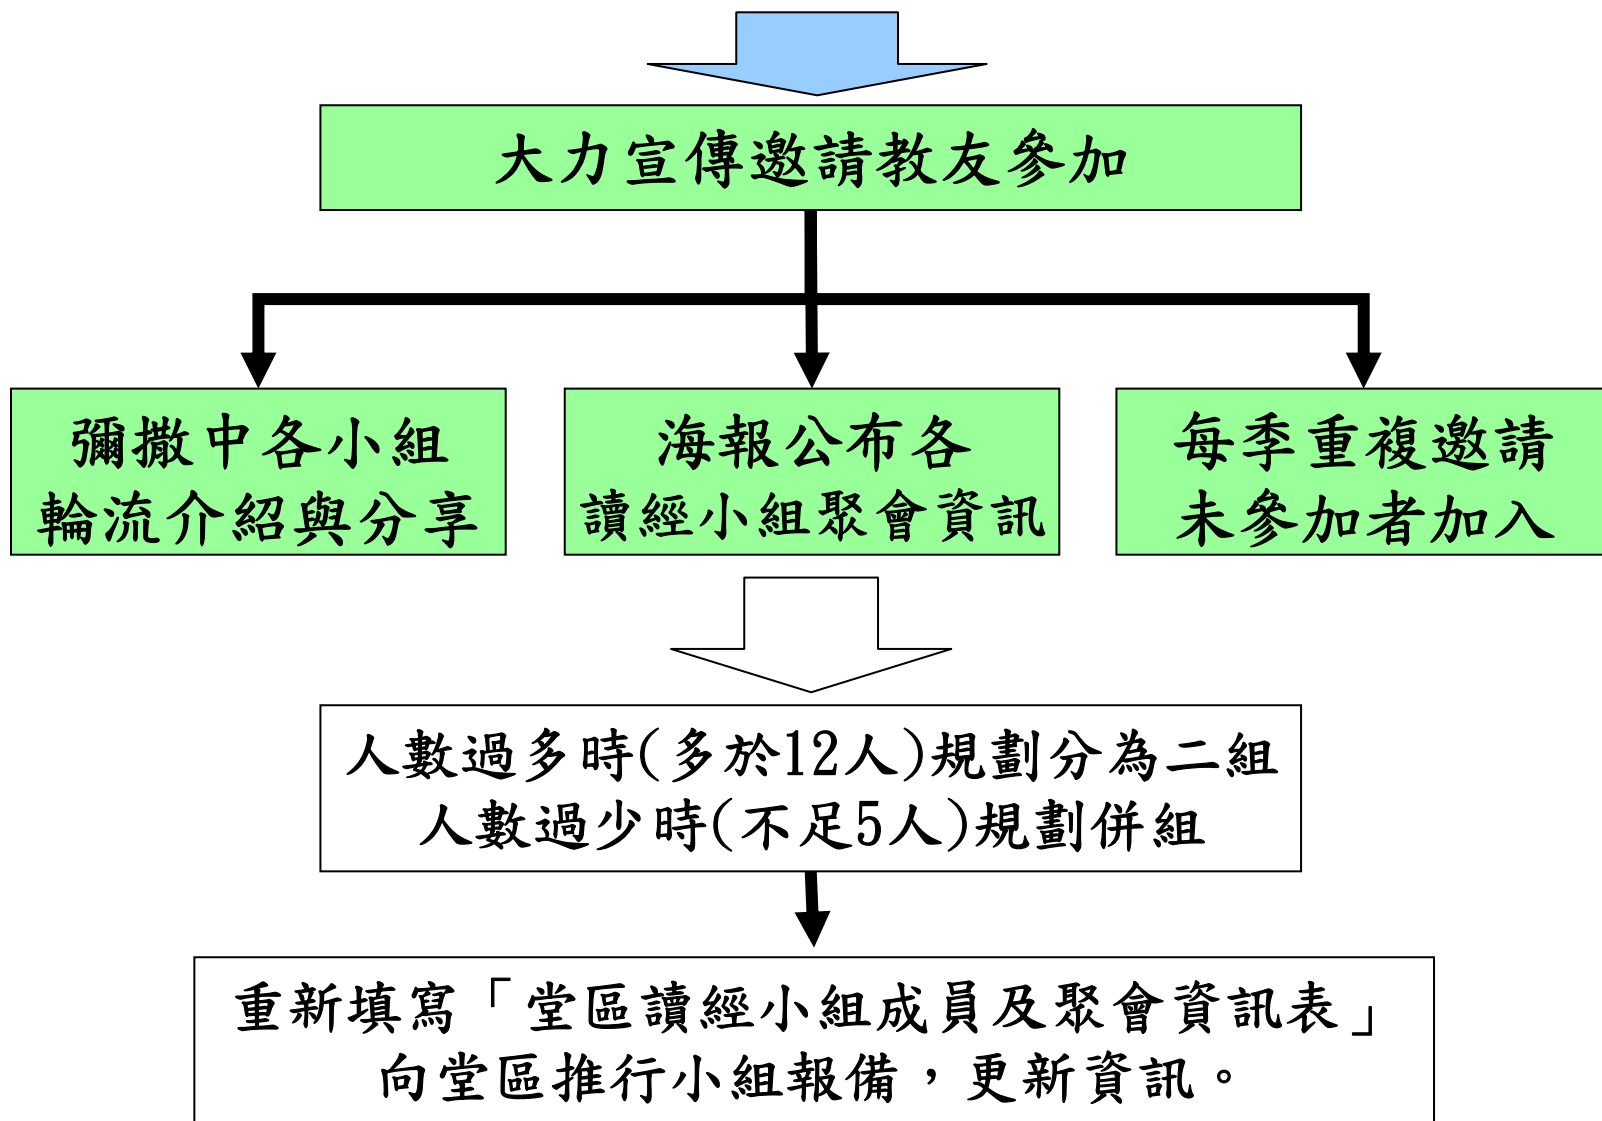 大力宣傳邀請教友參加
彌撒中各小組
輪流介紹與分享
海報公布各
讀經小組聚會資訊
每季重複邀請
未參加者加入
人數過多時(多於12人)規劃分為二組
人數過少時(不足5人)規劃併組
重新填寫「堂區讀經小組成員及聚會資訊表」
向堂區推行小組報備，更新資訊。